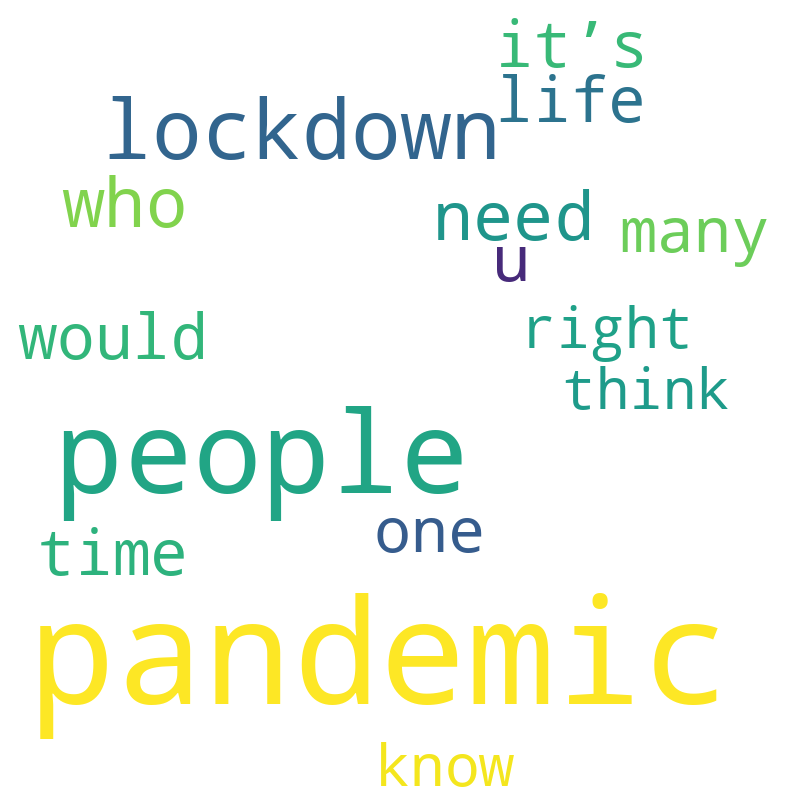 it’s
life
lockdown
who
need
many
u
would
right
think
people
one
time
pandemic
know